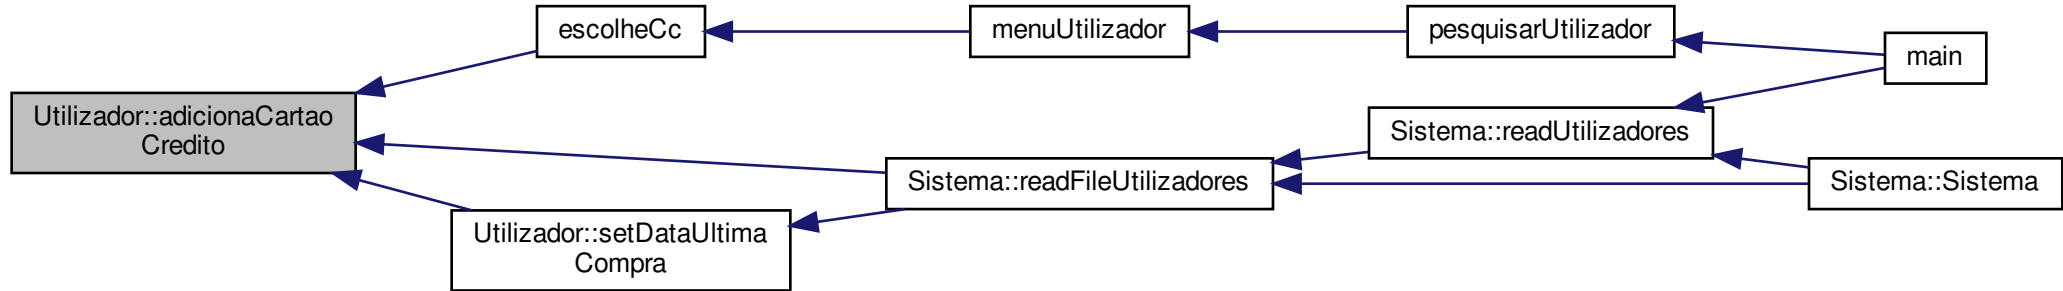 Utilizador::adicionaCartao
Credito
escolheCc
menuUtilizador
pesquisarUtilizador
main
Sistema::readFileUtilizadores
Sistema::readUtilizadores
Sistema::Sistema
Utilizador::setDataUltima
Compra